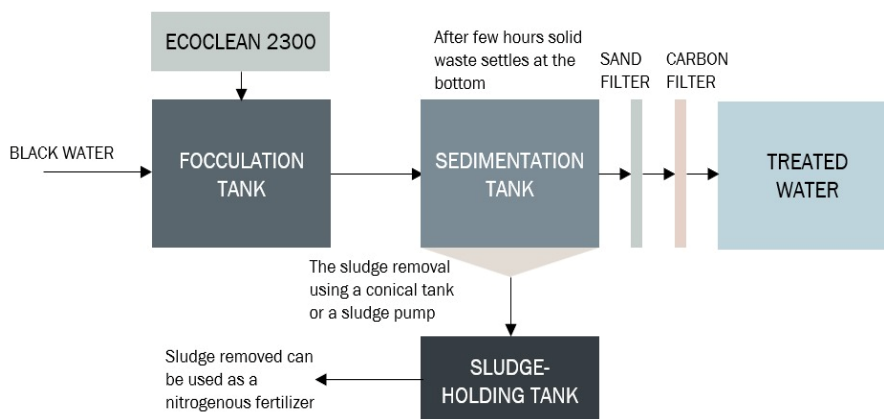 ECOCLEAN 2300
After few hours solid
waste settles at the
bottom
SAND
FILTER
CARBON
FILTER
BLACK WATER
FOCCULATION
TANK
SEDIMENTATION
TANK
TREATED
WATER
The sludge removal
using a conical tank
or a sludge pump
Sludge removed can
be used as a
nitrogenous fertilizer
SLUDGE-
HOLDING TANK